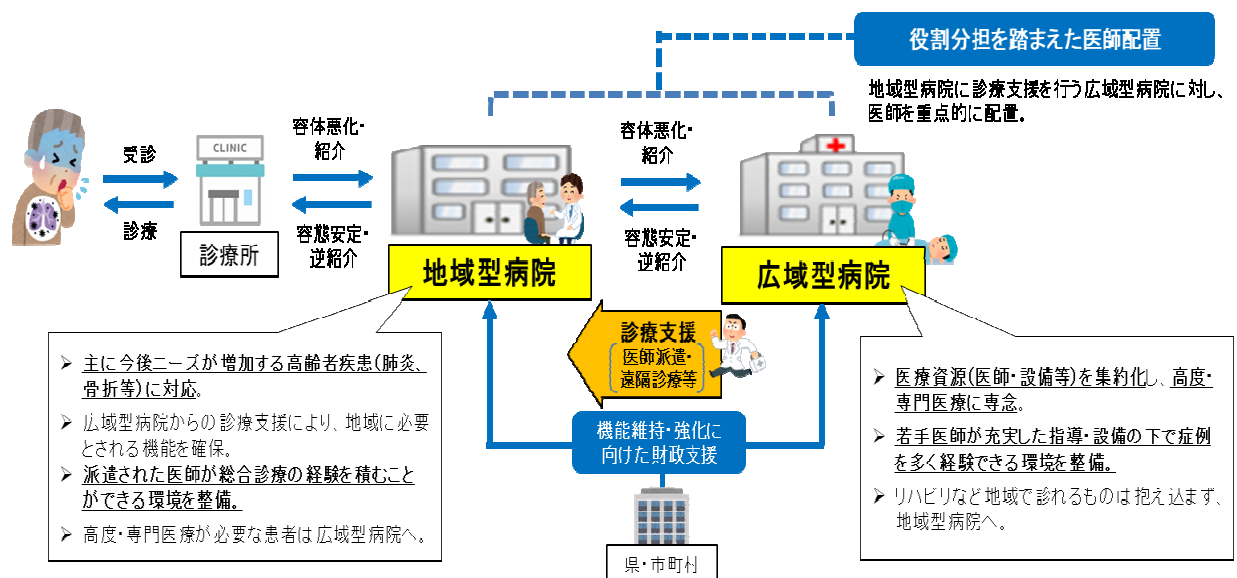 役割分担を踏まえた医師配置
地域型病院に診療支援を行う広域型病院に対し、
医師を重点的に配置。
受診
診療
CLINIC
診療所
容体悪化・
紹介
容態安定・
逆紹介
地域型病院
容体悪化・
紹介
容態安定・
逆紹介
広域型病院
診療支援
医師派遣・
遠隔診療等
機能維持・強化に
向けた財政支援
県・市町村
➢ 主に今後ニーズが増加する高齢者疾患(肺炎、
骨折等)に対応。
➢ 広域型病院からの診療支援により、地域に必要
とされる機能を確保。
➢ 派遣された医師が総合診療の経験を積むこと
ができる環境を整備。
➢ 高度・専門医療が必要な患者は広域型病院へ。
➢ 医療資源(医師・設備等)を集約化し、高度・
専門医療に専念。
➢ 若手医師が充実した指導・設備の下で症例
を多く経験できる環境を整備。
➢ リハビリなど地域で診れるものは抱え込まず、
地域型病院へ。